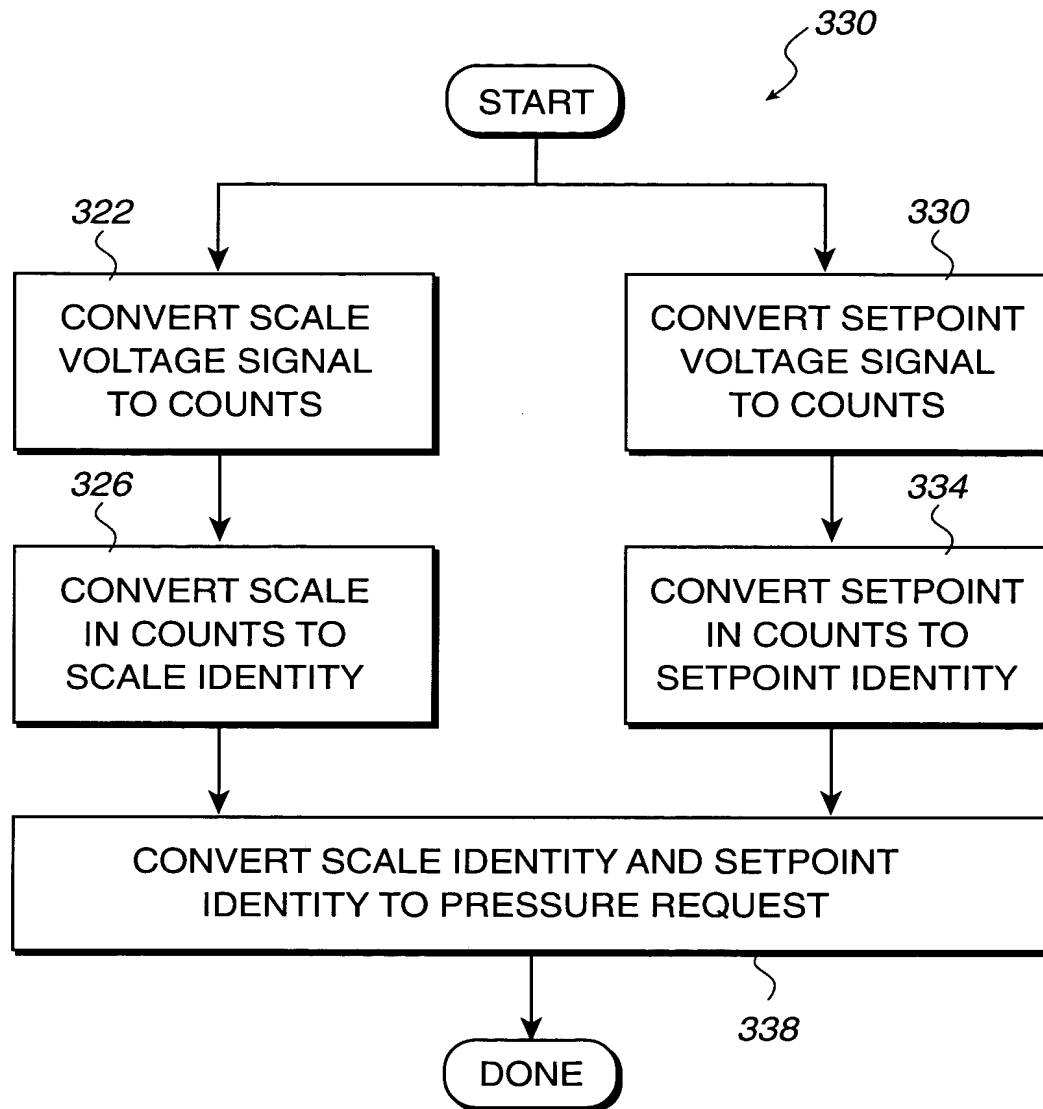 330
START
322
330
CONVERT SCALE
VOLTAGE SIGNAL
TO COUNTS
CONVERT SETPOINT
VOLTAGE SIGNAL
TO COUNTS
326
334
CONVERT SCALE
IN COUNTS TO
SCALE IDENTITY
CONVERT SETPOINT
IN COUNTS TO
SETPOINT IDENTITY
CONVERT SCALE IDENTITY AND SETPOINT
IDENTITY TO PRESSURE REQUEST
338
DONE